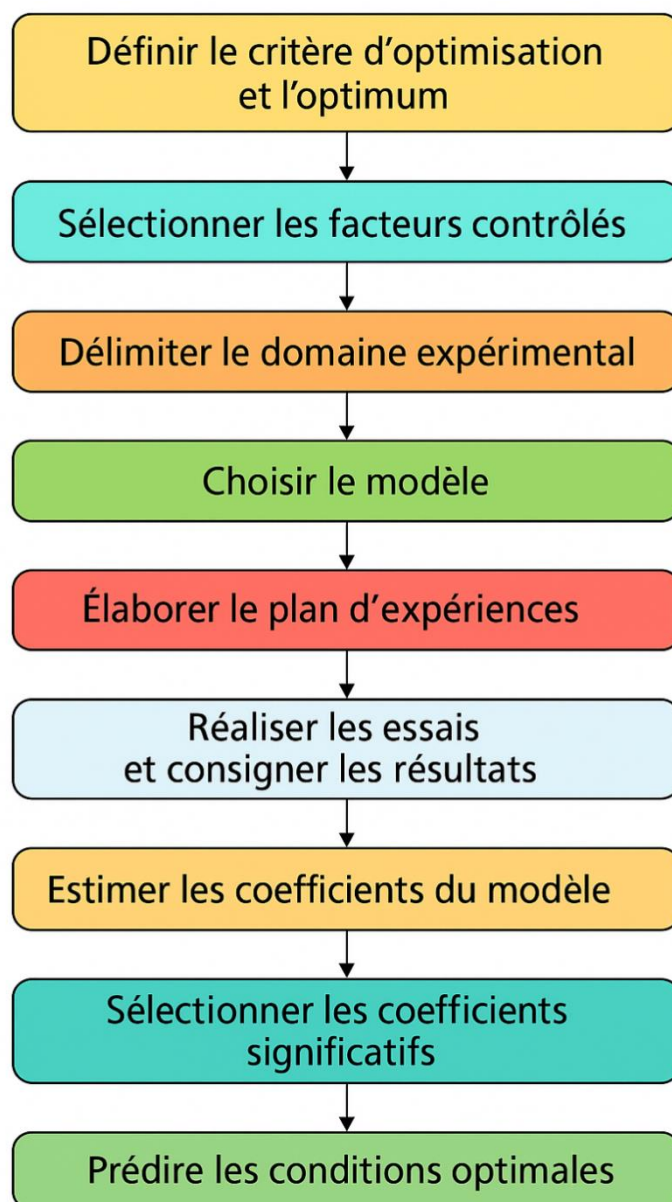 Définir le critère d'optimisation
et l'optimum
Sélectionner les facteurs contrôlés
Délimiter le domaine expérimental
Choisir le modèle
Élaborer le plan d'expériences
Réaliser les essais
et consigner les résultats
Estimer les coefficients du modèle
Sélectionner les coefficients
significatifs
Prédire les conditions optimales